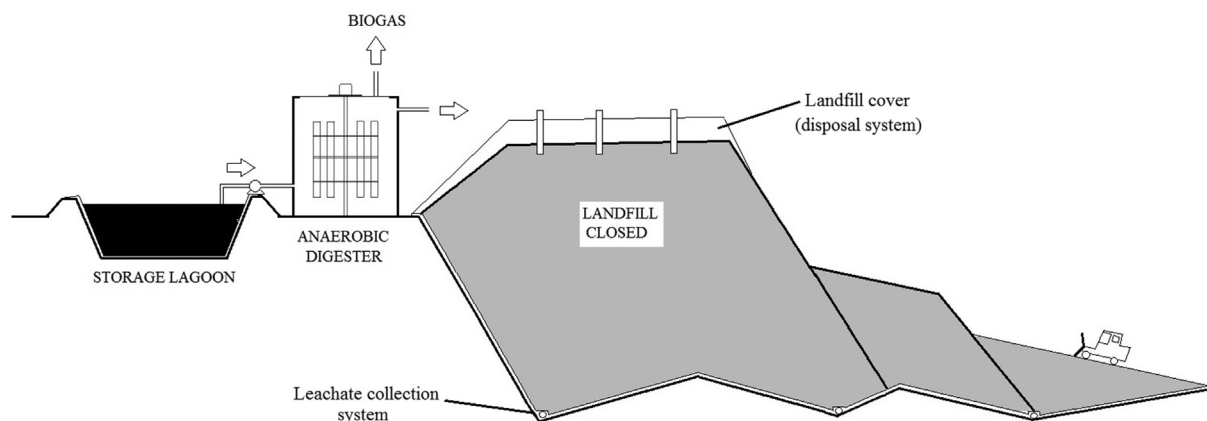 BIOGAS
Landfill cover
(disposal system)
LANDFILL
CLOSED
ANAEROBIC
DIGESTER
STORAGE LAGOON
Leachate collection
system